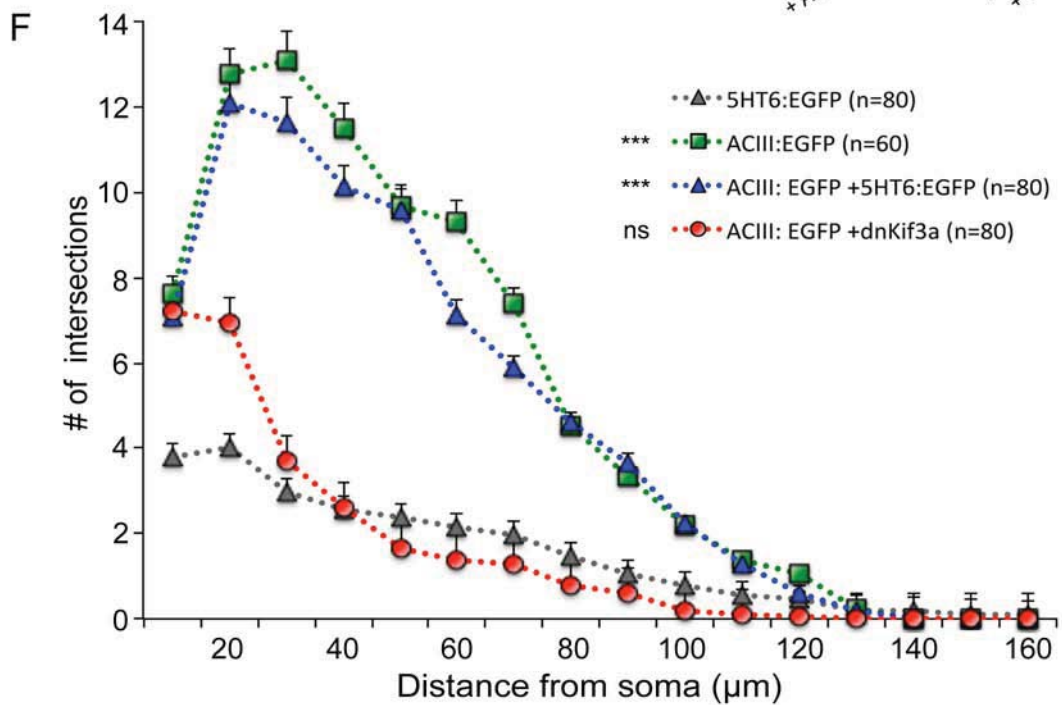 F
14
12
10
8
6
4
2
0
# of intersections
5HT6:EGFP (n=80)
*** ACIII:EGFP (n=60)
*** ACIII: EGFP +5HT6:EGFP (n=80)
ns ACIII: EGFP +dnKif3a (n=80)
20 40 60 80 100 120 140 160
Distance from soma (μm)